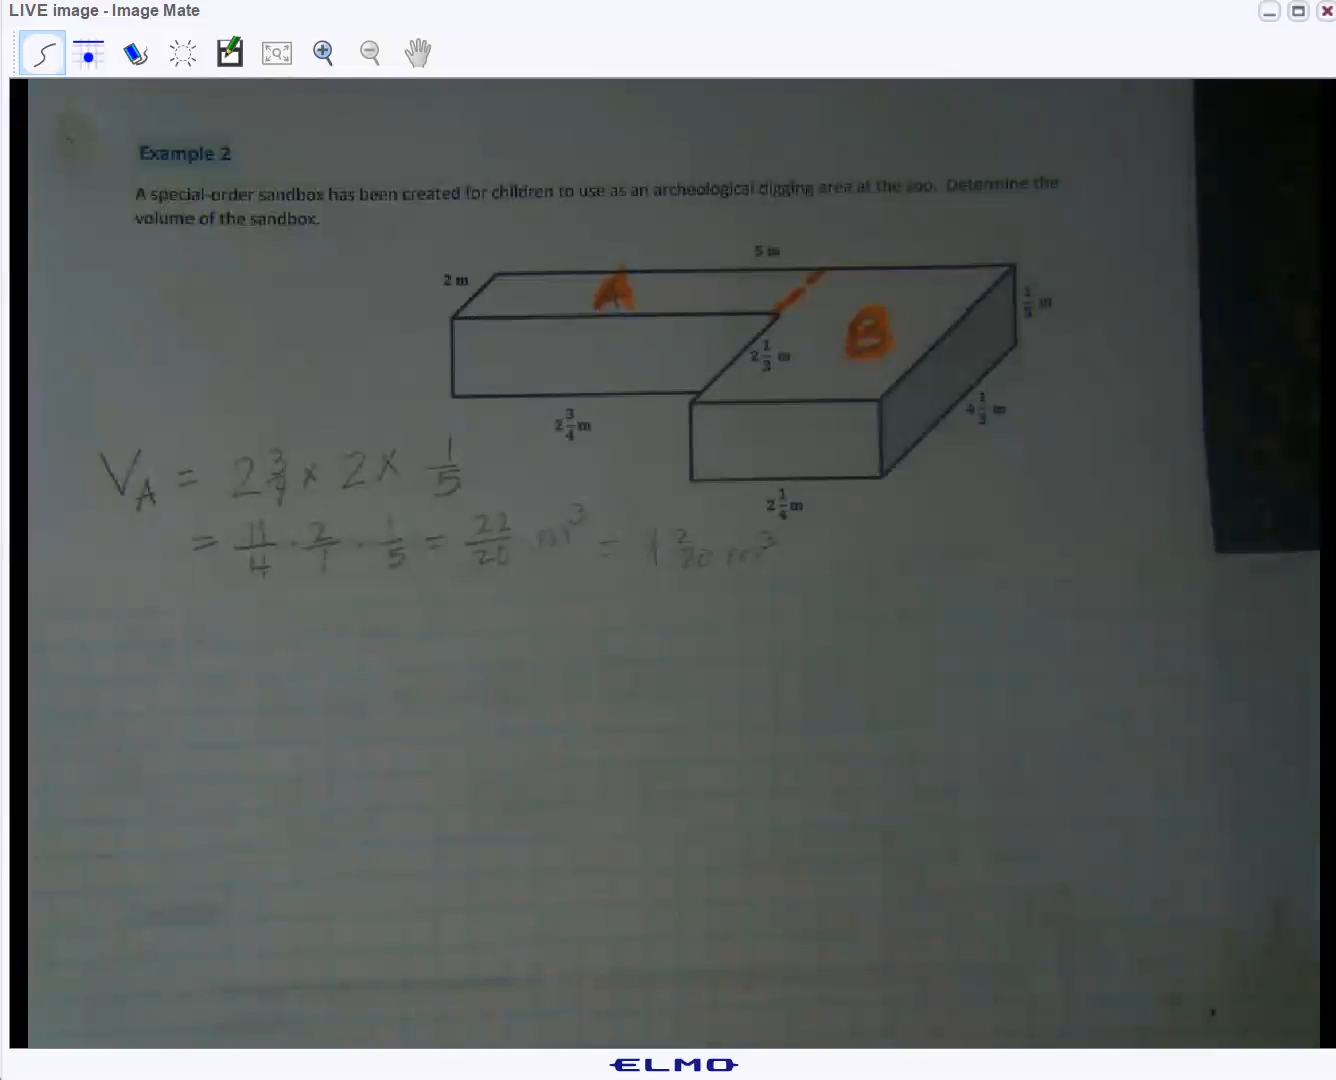 LIVE image - Image Mate
Example 2
A special-order sandbox has been created for children to use as an archeological digging area at the zoo. Determine the
volume of the sandbox.
5 m
2 m
A
B
1/5 m
2 1/3 m
4 1/3 m
2 3/4 m
2 1/4 m
V_A = 2 3/4 × 2 × 1/5
= 11/4 · 2/1 · 1/5 = 22/20 m³ = 1 2/20 m³
ELMO